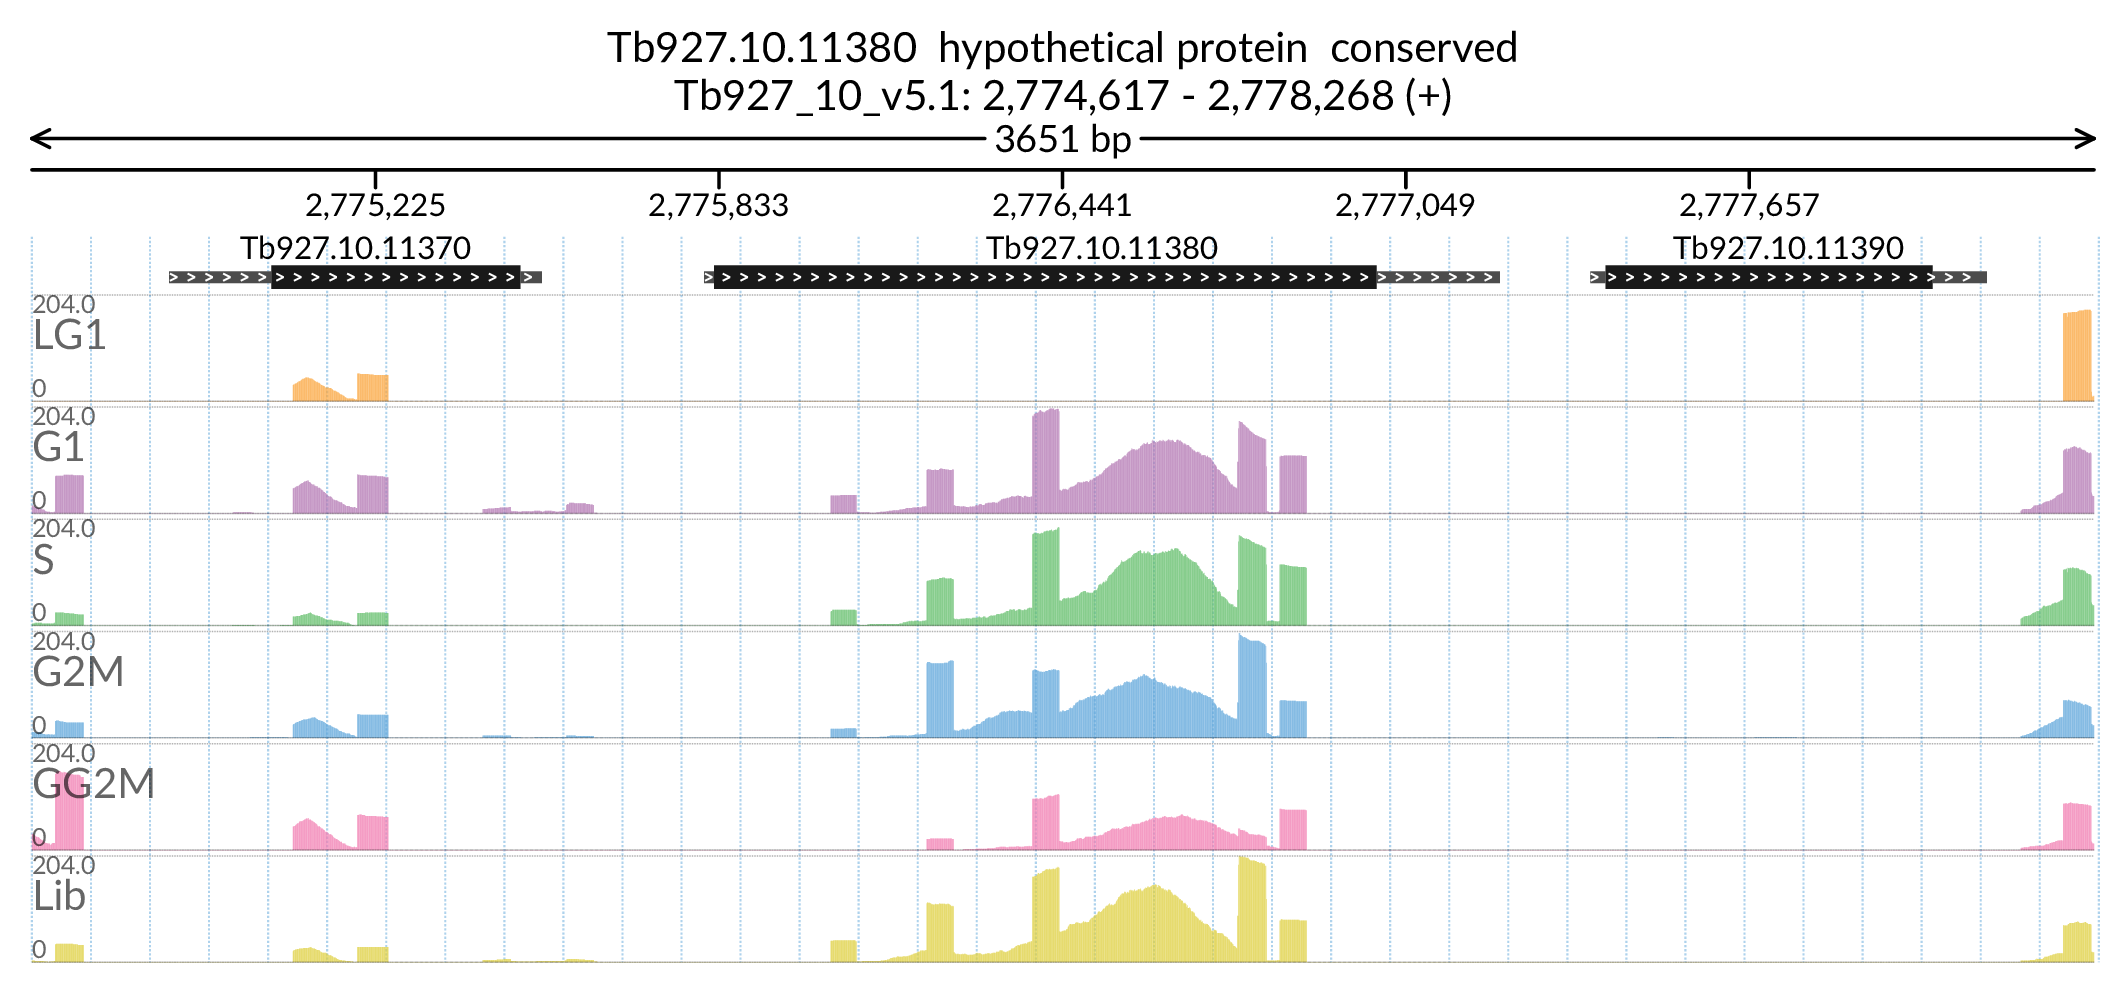 Tb927.10.11380 hypothetical protein conserved
Tb927_10_v5.1: 2,774,617 - 2,778,268 (+)
3651 bp
2,775,225 2,775,833 2,776,441 2,777,049 2,777,657
Tb927.10.11370 Tb927.10.11380 Tb927.10.11390
204.0
LG1
0
204.0
G1
0
204.0
S
0
204.0
G2M
0
204.0
GG2M
0
204.0
Lib
0